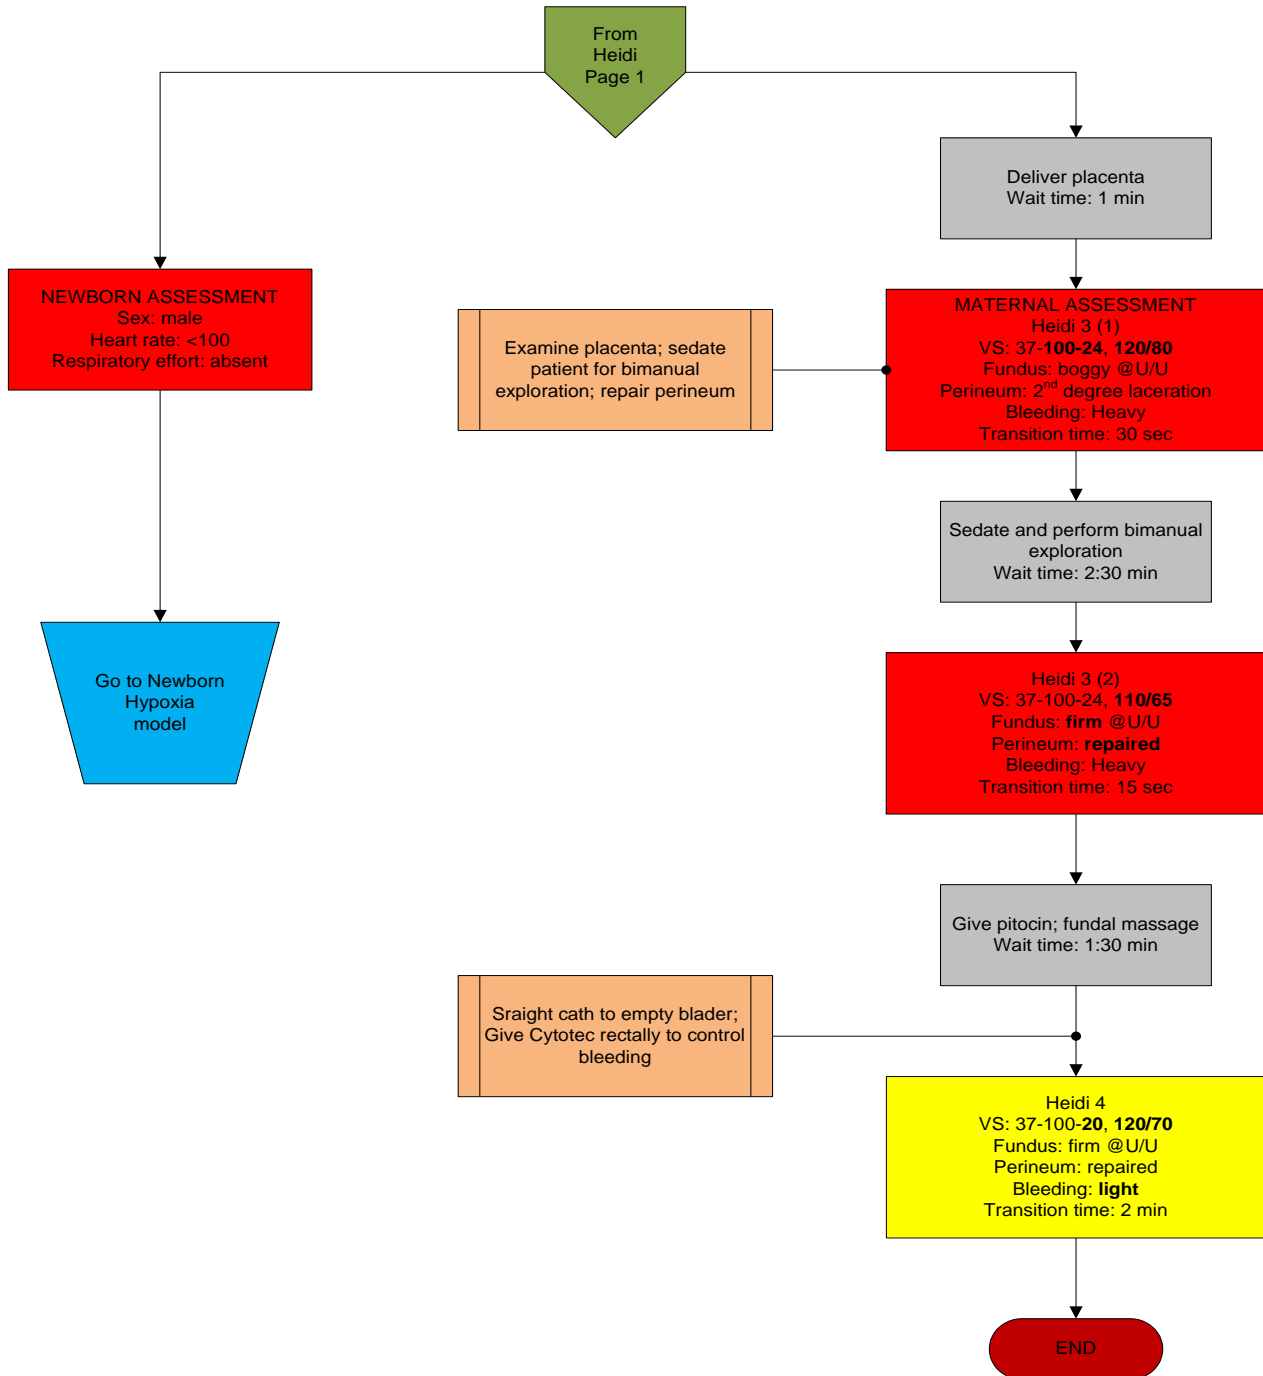 From
Heidi
Page 1
Deliver placenta
Wait time: 1 min
NEWBORN ASSESSMENT
Sex: male
Heart rate: <100
Respiratory effort: absent
Examine placenta; sedate
patient for bimanual
exploration; repair perineum
MATERNAL ASSESSMENT
Heidi 3 (1)
VS: 37-100-24, 120/80
Fundus: boggy @U/U
Perineum: 2nd degree laceration
Bleeding: Heavy
Transition time: 30 sec
Sedate and perform bimanual
exploration
Wait time: 2:30 min
Go to Newborn
Hypoxia
model
Heidi 3 (2)
VS: 37-100-24, 110/65
Fundus: firm @U/U
Perineum: repaired
Bleeding: Heavy
Transition time: 15 sec
Give pitocin; fundal massage
Wait time: 1:30 min
Sraight cath to empty blader;
Give Cytotec rectally to control
bleeding
Heidi 4
VS: 37-100-20, 120/70
Fundus: firm @U/U
Perineum: repaired
Bleeding: light
Transition time: 2 min
END